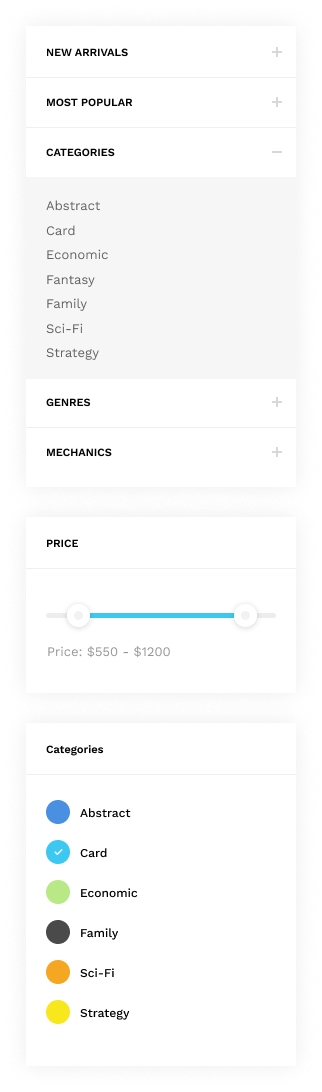 NEW ARRIVALS
MOST POPULAR
CATEGORIES
Abstract
Card
Economic
Fantasy
Family
Sci-Fi
Strategy
GENRES
MECHANICS
PRICE
Price: $550 - $1200
Categories
Abstract
Card
Economic
Family
Sci-Fi
Strategy